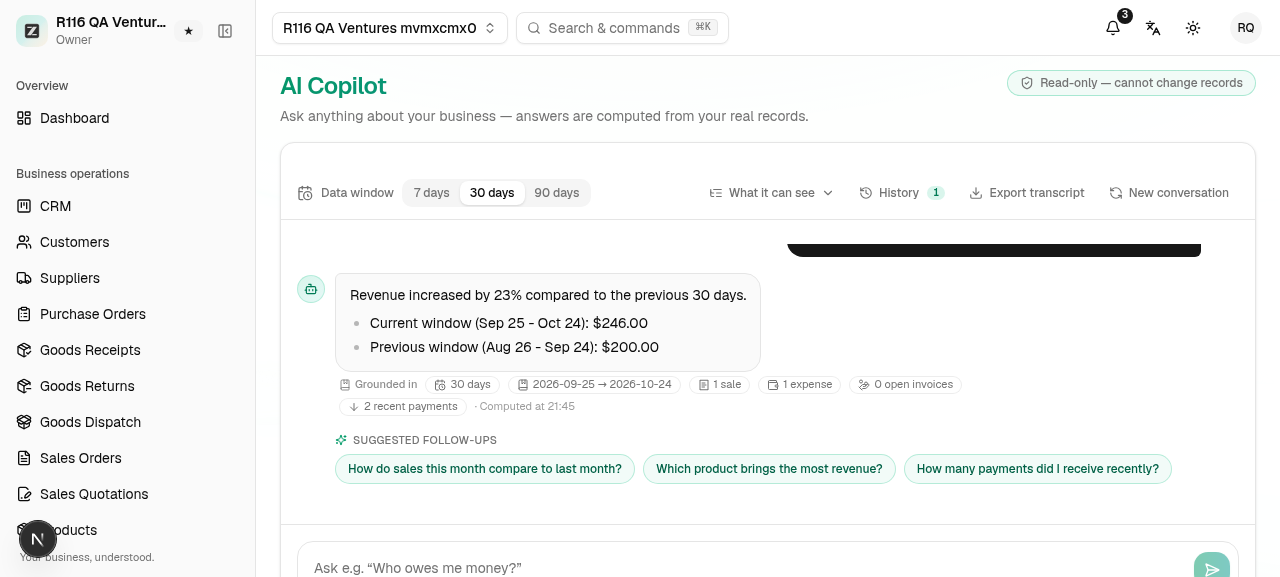 R116 QA Ventur...
Owner
R116 QA Ventures mvmxcmx0
Search & commands
⌘K
3
RQ
Overview
Dashboard
Business operations
CRM
Customers
Suppliers
Purchase Orders
Goods Receipts
Goods Returns
Goods Dispatch
Sales Orders
Sales Quotations
N
Your business, understood.
AI Copilot
Read-only — cannot change records
Ask anything about your business — answers are computed from your real records.
Data window
7 days
30 days
90 days
What it can see
History
1
Export transcript
New conversation
Revenue increased by 23% compared to the previous 30 days.
Current window (Sep 25 - Oct 24): $246.00
Previous window (Aug 26 - Sep 24): $200.00
Grounded in
30 days
2026-09-25 → 2026-10-24
1 sale
1 expense
0 open invoices
2 recent payments
· Computed at 21:45
SUGGESTED FOLLOW-UPS
How do sales this month compare to last month?
Which product brings the most revenue?
How many payments did I receive recently?
Ask e.g. “Who owes me money?”